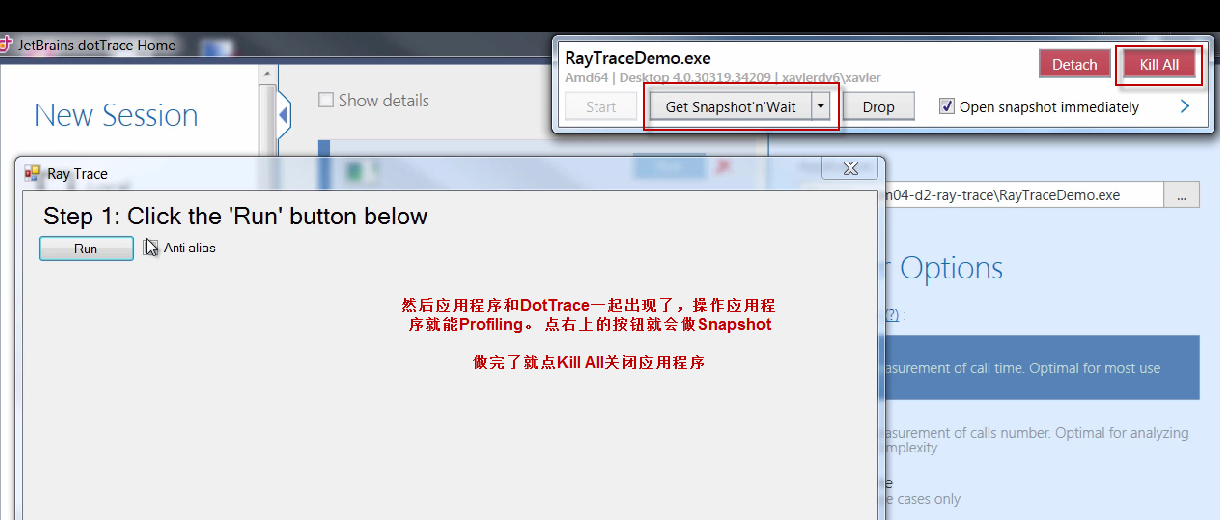 JetBrains dotTrace Home
RayTraceDemo.exe
Amd64 | Desktop 4.0.30319.34209 | xavierdv6\xavier
Detach
Kill All
Start
Get Snapshot'n'Wait
Drop
Open snapshot immediately
New Session
Show details
Ray Trace
Step 1: Click the 'Run' button below
Run
Anti alias
m04-d2-ray-trace\RayTraceDemo.exe
...
r Options
(?)
然后应用程序和DotTrace一起出现了，操作应用程
序就能Profiling。点右上的按钮就会做Snapshot
做完了就点Kill All关闭应用程序
asurement of call time. Optimal for most use
asurement of calls number. Optimal for analyzing
mplexity
e
e cases only